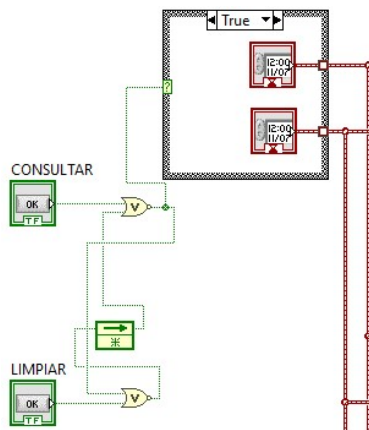 True
?
12:00
11/07
12:00
11/07
CONSULTAR
OK
TF
V
LIMPIAR
OK
TF
V